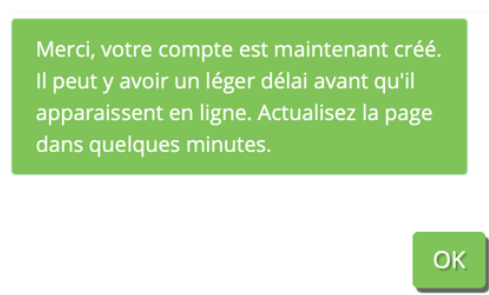 Merci, votre compte est maintenant créé.
Il peut y avoir un léger délai avant qu'il
apparaissent en ligne. Actualisez la page
dans quelques minutes.
OK